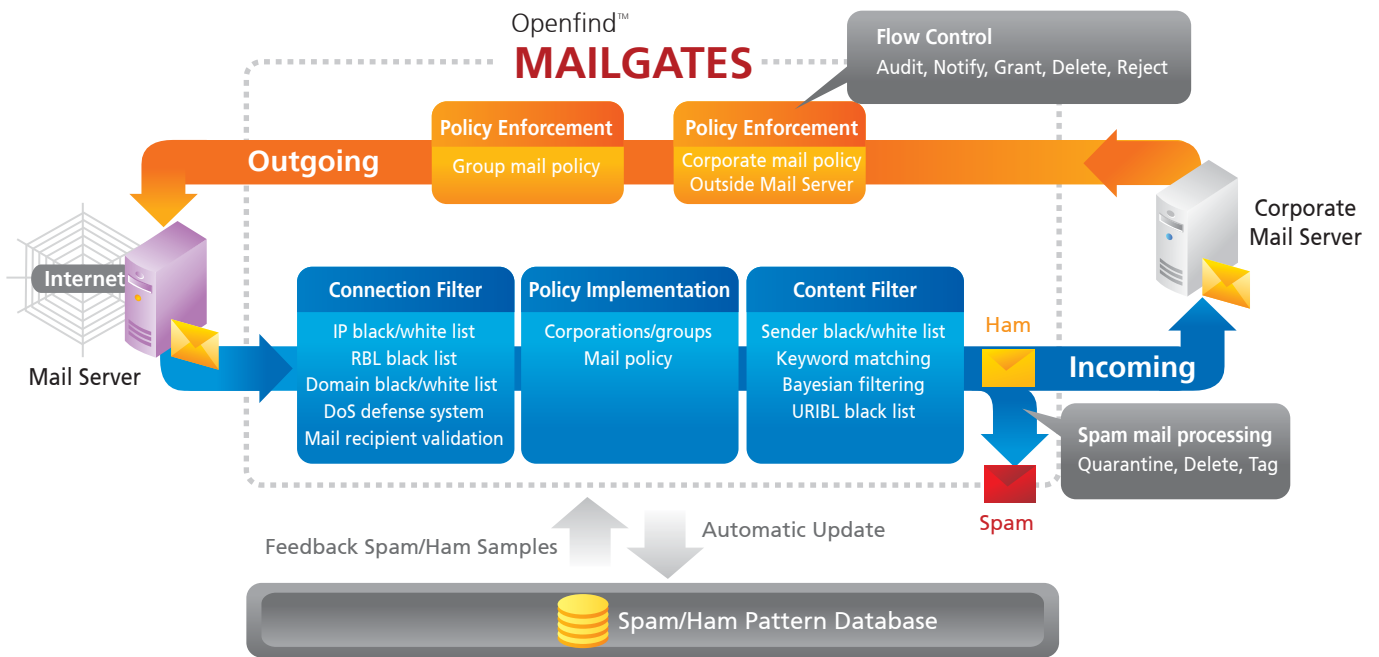 Openfind™
MAILGATES
Flow Control
Audit, Notify, Grant, Delete, Reject
Outgoing
Policy Enforcement
Group mail policy
Policy Enforcement
Corporate mail policy
Outside Mail Server
Corporate
Mail Server
Internet
Mail Server
Connection Filter
IP black/white list
RBL black list
Domain black/white list
DoS defense system
Mail recipient validation
Policy Implementation
Corporations/groups
Mail policy
Content Filter
Sender black/white list
Keyword matching
Bayesian filtering
URIBL black list
Ham
Incoming
Spam mail processing
Quarantine, Delete, Tag
Spam
Feedback Spam/Ham Samples
Automatic Update
Spam/Ham Pattern Database